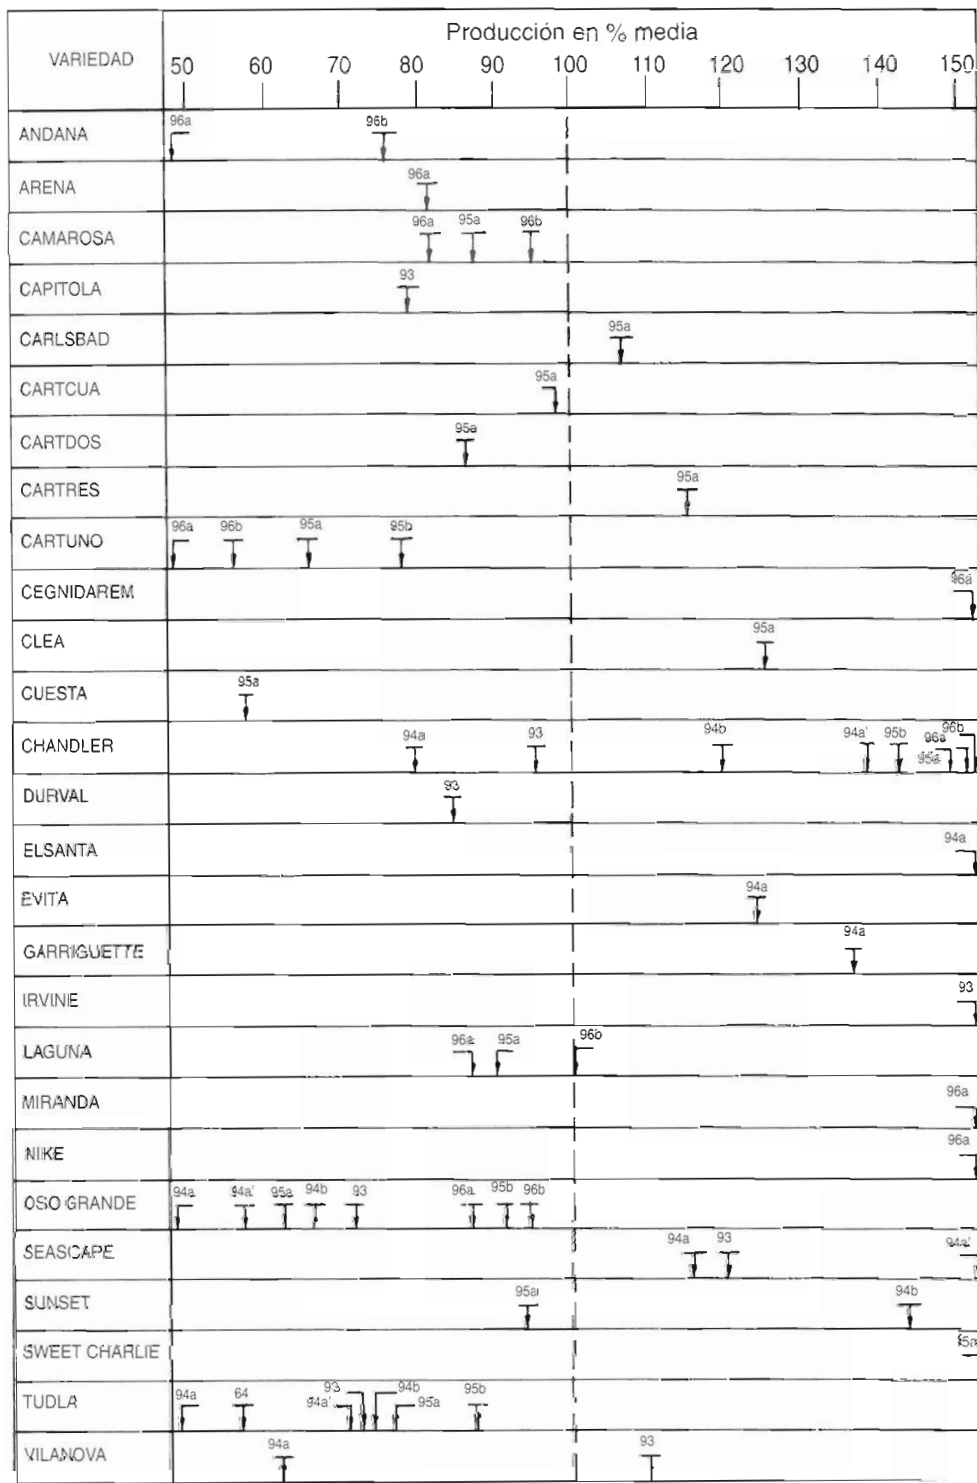 Producción en % media
VARIEDAD
50 60 70 80 90 100 110 120 130 140 150
ANDANA 96a 96b
ARENA 96a
CAMAROSA 96a 95a 96b
CAPITOLA 93
CARLSBAD 95a
CARTCUA 95a
CARTDOS 95a
CARTRES 95a
CARTUNO 96a 96b 95a 95b
CEGNIDAREM 96a
CLEA 95a
CUESTA 95a
CHANDLER 94a 93 94b 94a' 95b 95a 96a 96b
DURVAL 93
ELSANTA 94a
EVITA 94a
GARRIGUETTE 94a
IRVINE 93
LAGUNA 96a 95a 96b
MIRANDA 96a
NIKE 96a
OSO GRANDE 94a 94a' 95a 94b 93 96a 95b 96b
SEASCAPE 94a 93 94a'
SUNSET 95a 94b
SWEET CHARLIE 95a
TUDLA 94a 64 94a' 93 94b 95a 95b
VILANOVA 94a 93